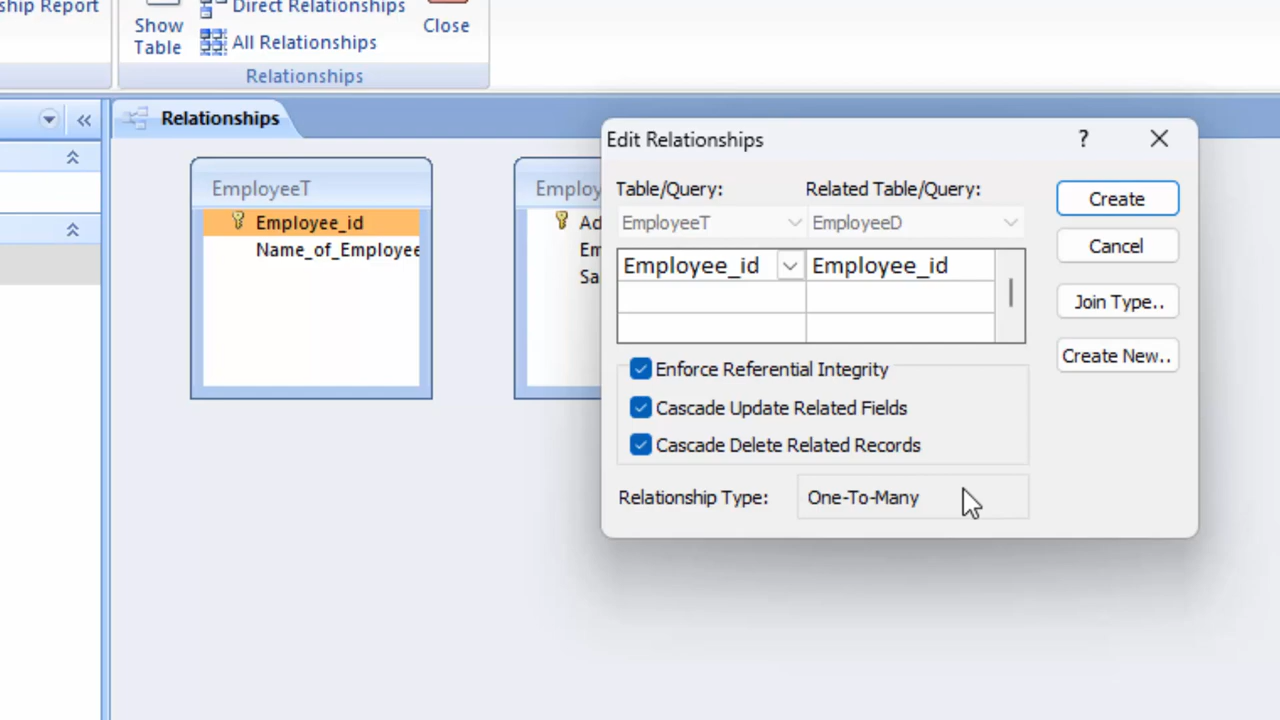 ship Report
Show
Table
Direct Relationships
All Relationships
Close
Relationships
Relationships
EmployeeT
Employee_id
Name_of_Employee
Employ
Ad
Em
Sa
Edit Relationships
?
Table/Query:
Related Table/Query:
EmployeeT
EmployeeD
Employee_id
Employee_id
Enforce Referential Integrity
Cascade Update Related Fields
Cascade Delete Related Records
Relationship Type:
One-To-Many
Create
Cancel
Join Type..
Create New..